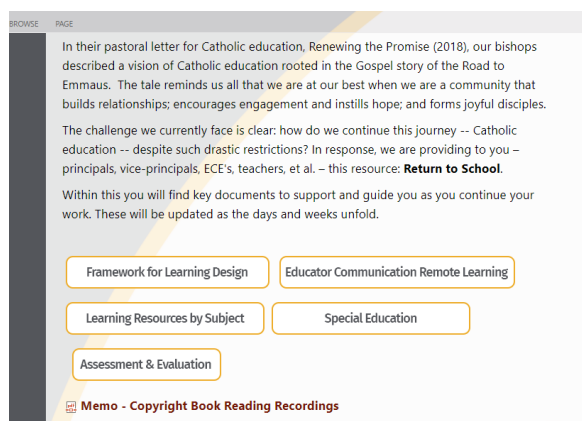 BROWSE PAGE
In their pastoral letter for Catholic education, Renewing the Promise (2018), our bishops
described a vision of Catholic education rooted in the Gospel story of the Road to
Emmaus.  The tale reminds us all that we are at our best when we are a community that
builds relationships; encourages engagement and instills hope; and forms joyful disciples.
The challenge we currently face is clear: how do we continue this journey -- Catholic
education -- despite such drastic restrictions? In response, we are providing to you –
principals, vice-principals, ECE's, teachers, et al. – this resource: Return to School.
Within this you will find key documents to support and guide you as you continue your
work. These will be updated as the days and weeks unfold.
Framework for Learning Design Educator Communication Remote Learning
Learning Resources by Subject Special Education
Assessment & Evaluation
Memo - Copyright Book Reading Recordings